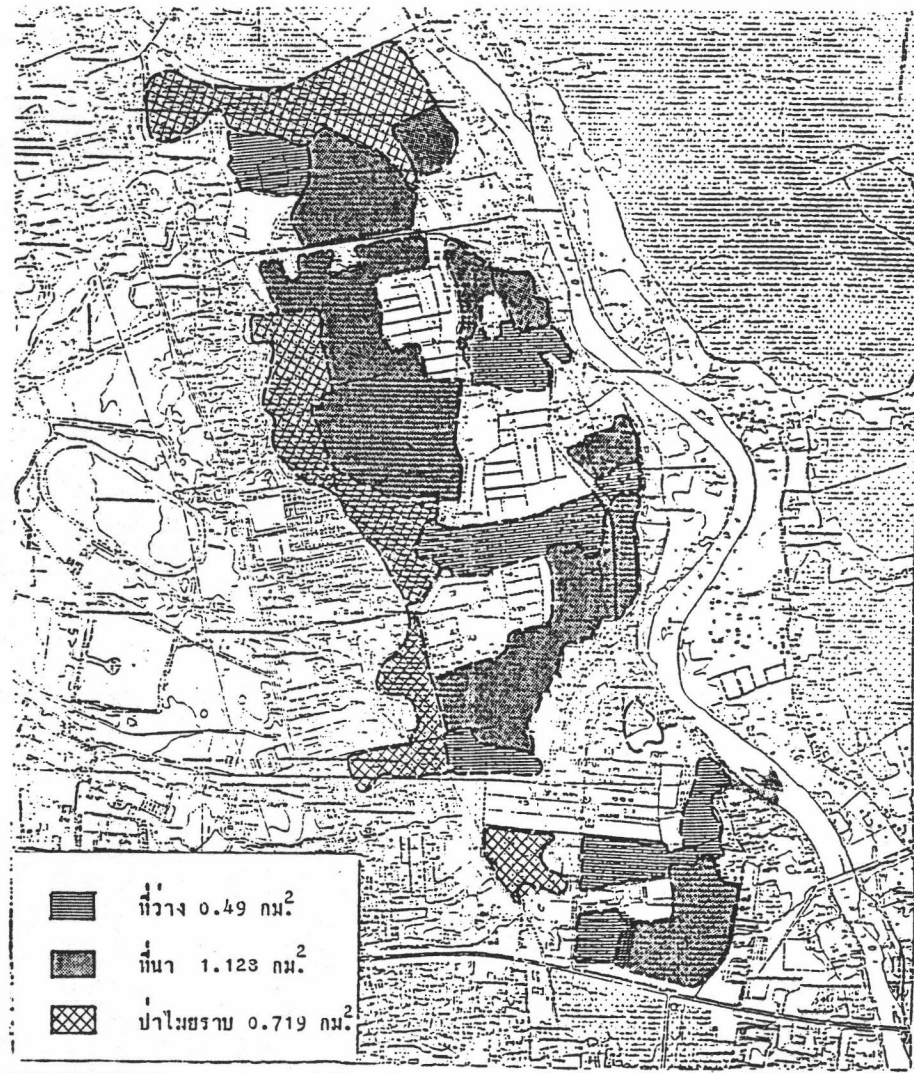 ที่ว่าง 0.49 กม.²
ที่นา 1.123 กม.²
ป่าไมยราบ 0.719 กม.²